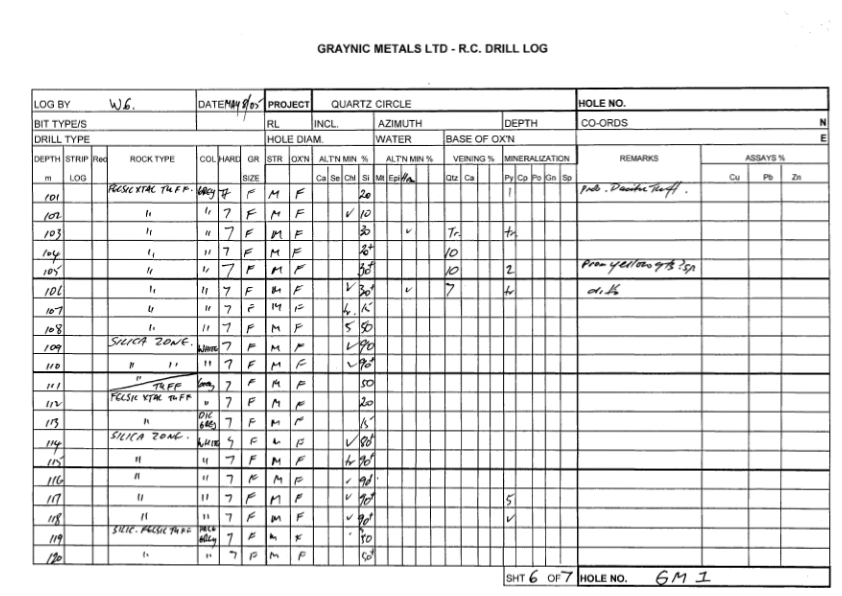 GRAYNIC METALS LTD - R.C. DRILL LOG
LOG BY WG. DATE MAY 8/05 PROJECT QUARTZ CIRCLE HOLE NO.
BIT TYPE/S RL INCL. AZIMUTH DEPTH CO-ORDS N
DRILL TYPE HOLE DIAM. WATER BASE OF OX'N E
DEPTH STRIP Rec ROCK TYPE COL HARD GR STR OX'N ALT'N MIN % ALT'N MIN % VEINING % MINERALIZATION REMARKS ASSAYS %
m LOG SIZE Ca Se Chl Si Mt Epi Hm Qtz Ca Py Cp Po Gn Sp Cu Pb Zn
101 FELSIC XTAL TUFF. GREY 7 F M F 20 1 Prob. Dacitic Tuff.
102 " " 7 F M F ✓ 10
103 " " 7 F M F 30 ✓ Tr. tr.
104 " " 7 F M F 20+ 10
105 " " 7 F M F 30+ 10 2 From yellow qtz ? sp
106 " " 7 F M F ✓ 30+ ✓ 7 tr
107 " " 7 F M F tr. 15
108 " " 7 F M F 5 50
109 SILICA ZONE. WHITE 7 F M F ✓ 90
110 " " " 7 F M F ✓ 90+
111 " TUFF Grey 7 F M F 50
112 FELSIC XTAL TUFF " 7 F M F 20
113 " DK GREY 7 F M F 15
114 SILICA ZONE. WHITE 7 F M F ✓ 80+
115 " " 7 F M F tr 90+
116 " " 7 F M F ✓ 90+
117 " " 7 F M F ✓ 90+ 5
118 " " 7 F M F ✓ 90+ ✓
119 SILIC. FELSIC TUFF GREY 7 F M F 50
120 " " 7 F M F 50+
SHT 6 OF 7 HOLE NO. GM 1